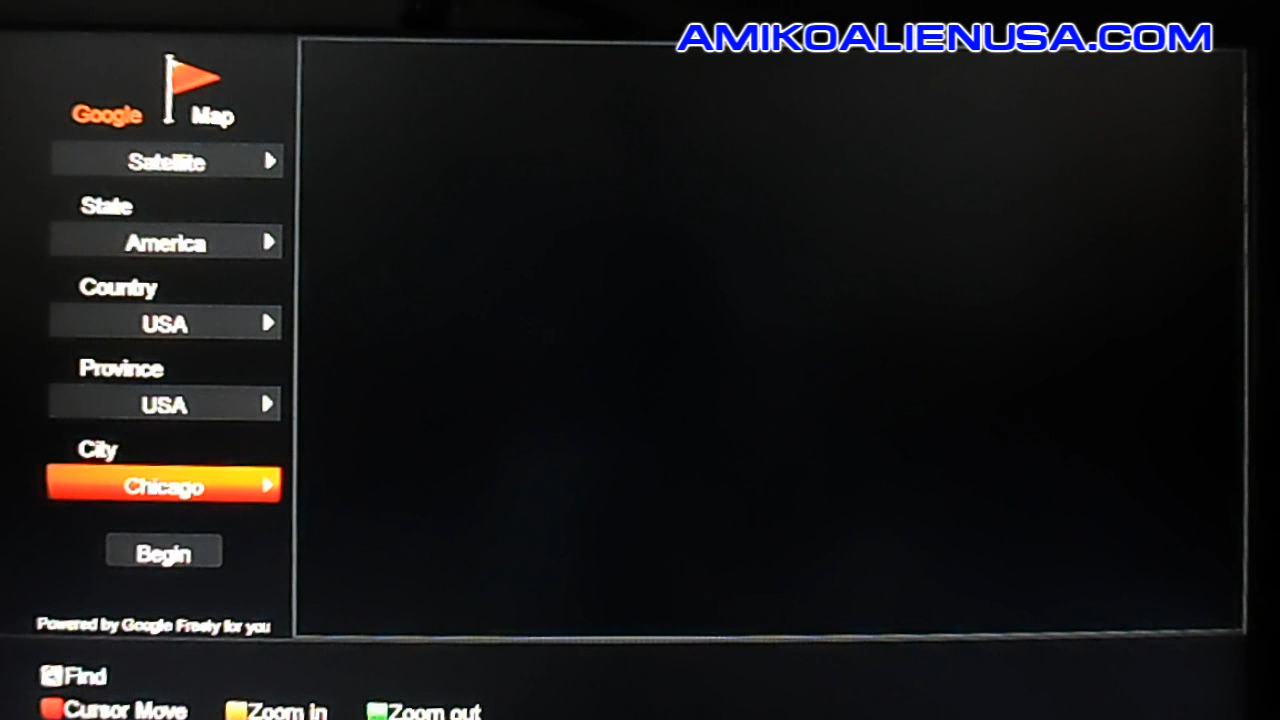 AMIKOALIENUSA.COM
Google Map
Satellite
State
America
Country
USA
Province
USA
City
Chicago
Begin
Powered by Google Freely for you
Find
Cursor Move Zoom in Zoom out